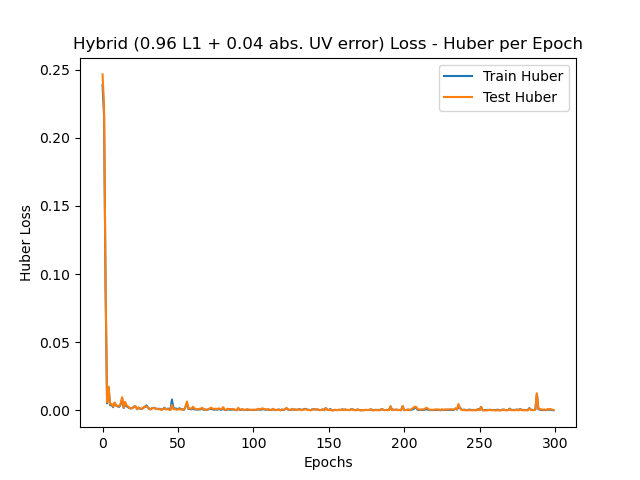 Hybrid (0.96 L1 + 0.04 abs. UV error) Loss - Huber per Epoch
Train Huber
Test Huber
Huber Loss
0.25
0.20
0.15
0.10
0.05
0.00
0
50
100
150
200
250
300
Epochs